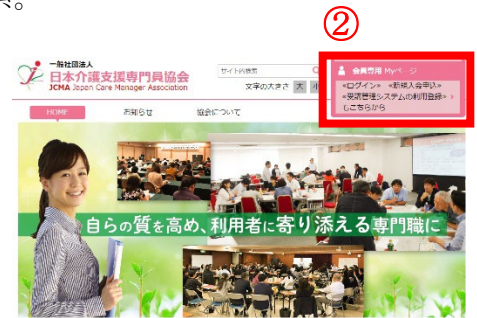 。
②
一般社団法人
日本介護支援専門員協会
JCMA Japan Care Manager Association
サイト内検索
文字の大きさ 大 小
会員専用 Myページ
«ログイン» «新規入会申込»
«受講管理システムの利用登録» ›
もこちらから
HOME お知らせ 協会について
自らの質を高め、利用者に寄り添える専門職に